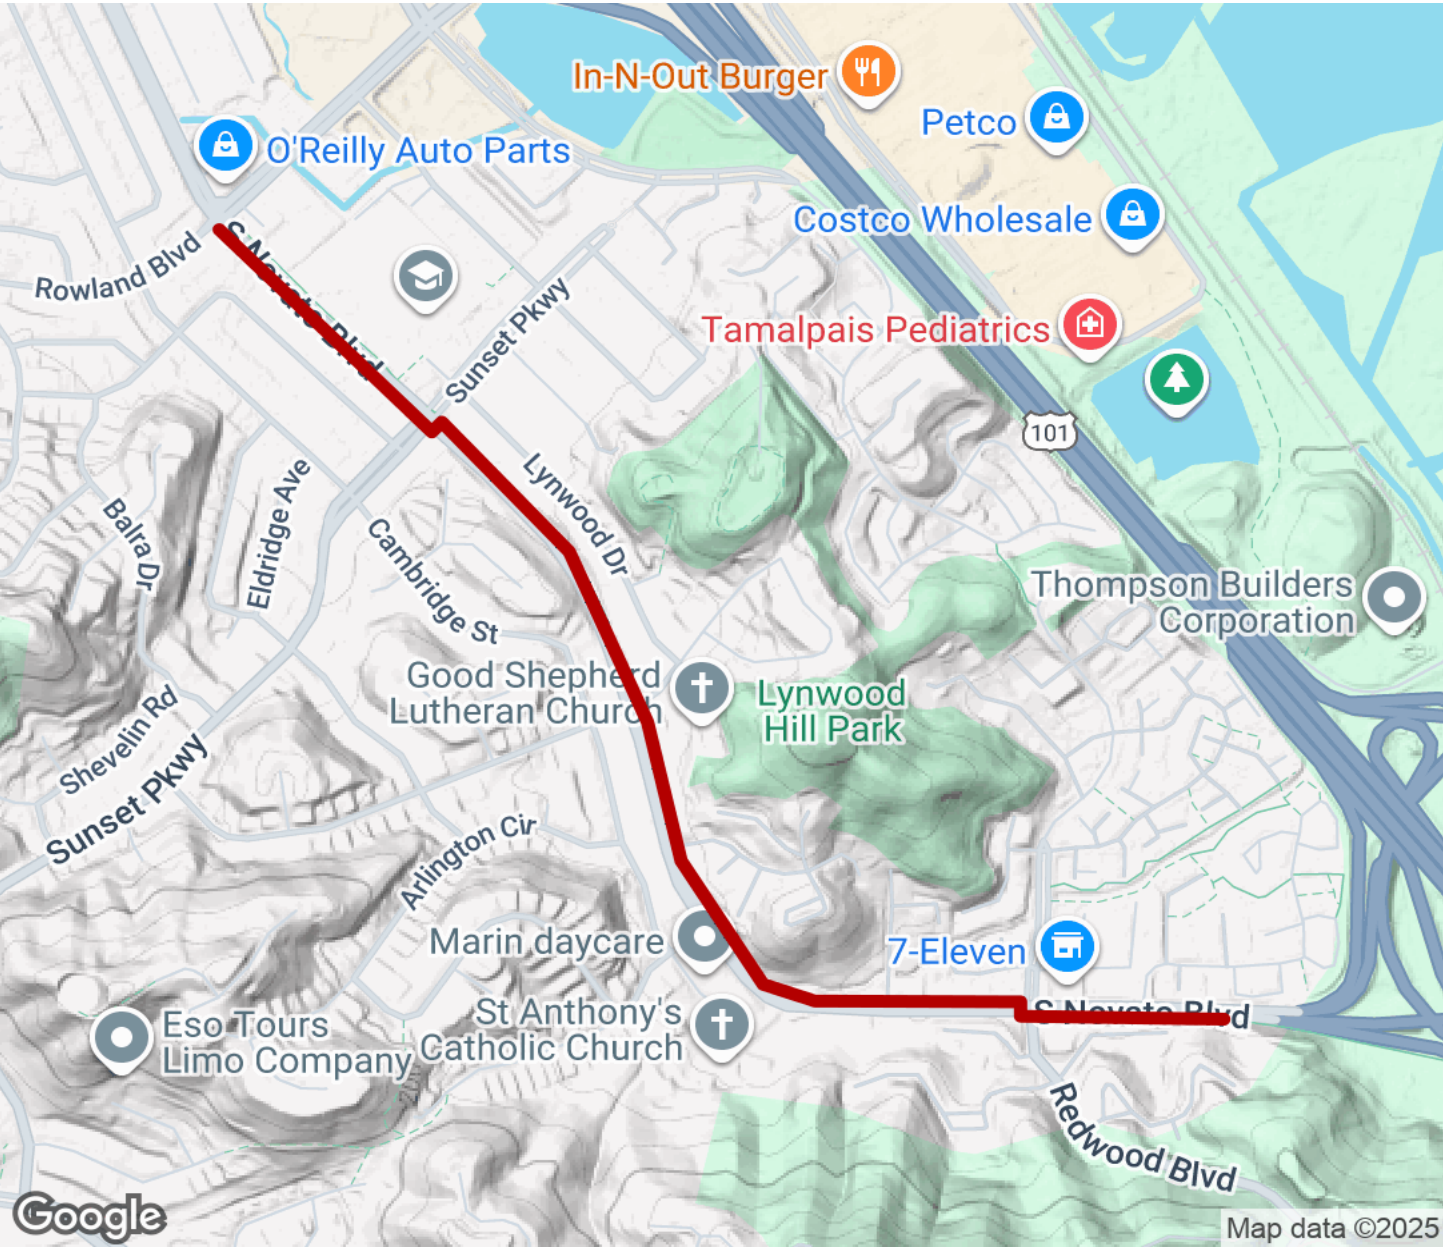 In-N-Out Burger
Petco
O'Reilly Auto Parts
Costco Wholesale
S Novato Blvd
Rowland Blvd
Sunset Pkwy
Tamalpais Pediatrics
101
Lynwood Dr
Eldridge Ave
Balra Dr
Cambridge St
Thompson Builders
Corporation
Good Shepherd
Lutheran Church
Lynwood
Hill Park
Shevelin Rd
Sunset Pkwy
Arlington Cir
Marin daycare
7-Eleven
S Novato Blvd
St Anthony's
Catholic Church
Eso Tours
Limo Company
Redwood Blvd
Google
Map data ©2025